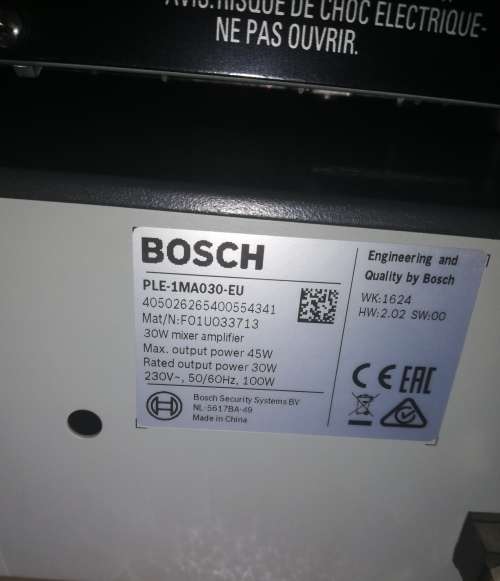 AVIS: RISQUE DE CHOC ELECTRIQUE-
NE PAS OUVRIR.
BOSCH
PLE-1MA030-EU
405026265400554341
Mat/N:F01U033713
30W mixer amplifier
Max. output power 45W
Rated output power 30W
230V~, 50/60Hz, 100W
Bosch Security Systems BV
NL-5617BA-49
Made in China
Engineering and
Quality by Bosch
WK:1624
HW:2.02 SW:00
CE EAC